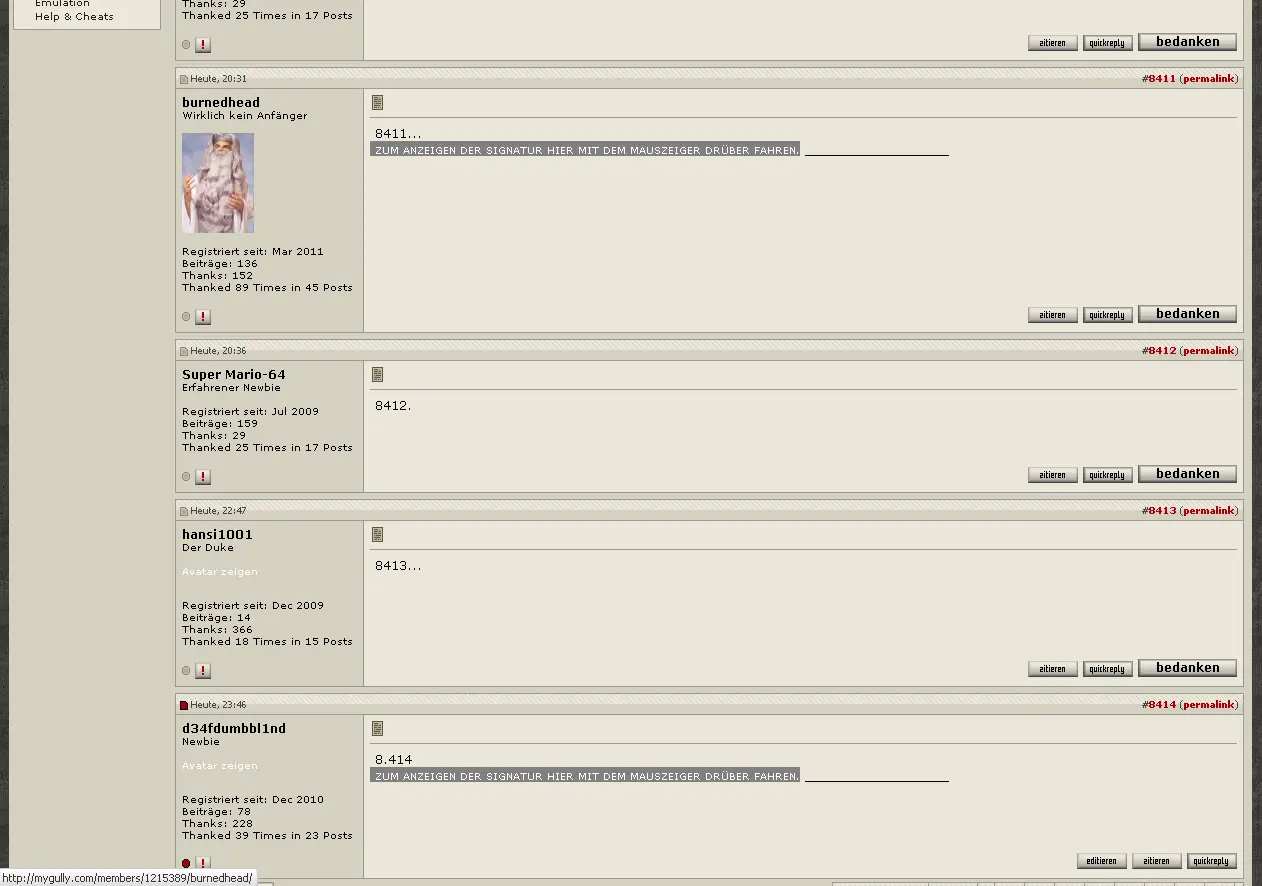 Emulation
Help & Cheats
Thanks: 29
Thanked 25 Times in 17 Posts
!
zitieren quickreply bedanken
Heute, 20:31 #8411 (permalink)
burnedhead
Wirklich kein Anfänger
8411...
ZUM ANZEIGEN DER SIGNATUR HIER MIT DEM MAUSZEIGER DRÜBER FAHREN.
Registriert seit: Mar 2011
Beiträge: 136
Thanks: 152
Thanked 89 Times in 45 Posts
!
zitieren quickreply bedanken
Heute, 20:36 #8412 (permalink)
Super Mario-64
Erfahrener Newbie
8412.
Registriert seit: Jul 2009
Beiträge: 159
Thanks: 29
Thanked 25 Times in 17 Posts
!
zitieren quickreply bedanken
Heute, 22:47 #8413 (permalink)
hansi1001
Der Duke
8413...
Avatar zeigen
Registriert seit: Dec 2009
Beiträge: 14
Thanks: 366
Thanked 18 Times in 15 Posts
!
zitieren quickreply bedanken
Heute, 23:46 #8414 (permalink)
d34fdumbbl1nd
Newbie
8.414
ZUM ANZEIGEN DER SIGNATUR HIER MIT DEM MAUSZEIGER DRÜBER FAHREN.
Avatar zeigen
Registriert seit: Dec 2010
Beiträge: 78
Thanks: 228
Thanked 39 Times in 23 Posts
!
editieren zitieren quickreply
http://mygully.com/members/1215389/burnedhead/